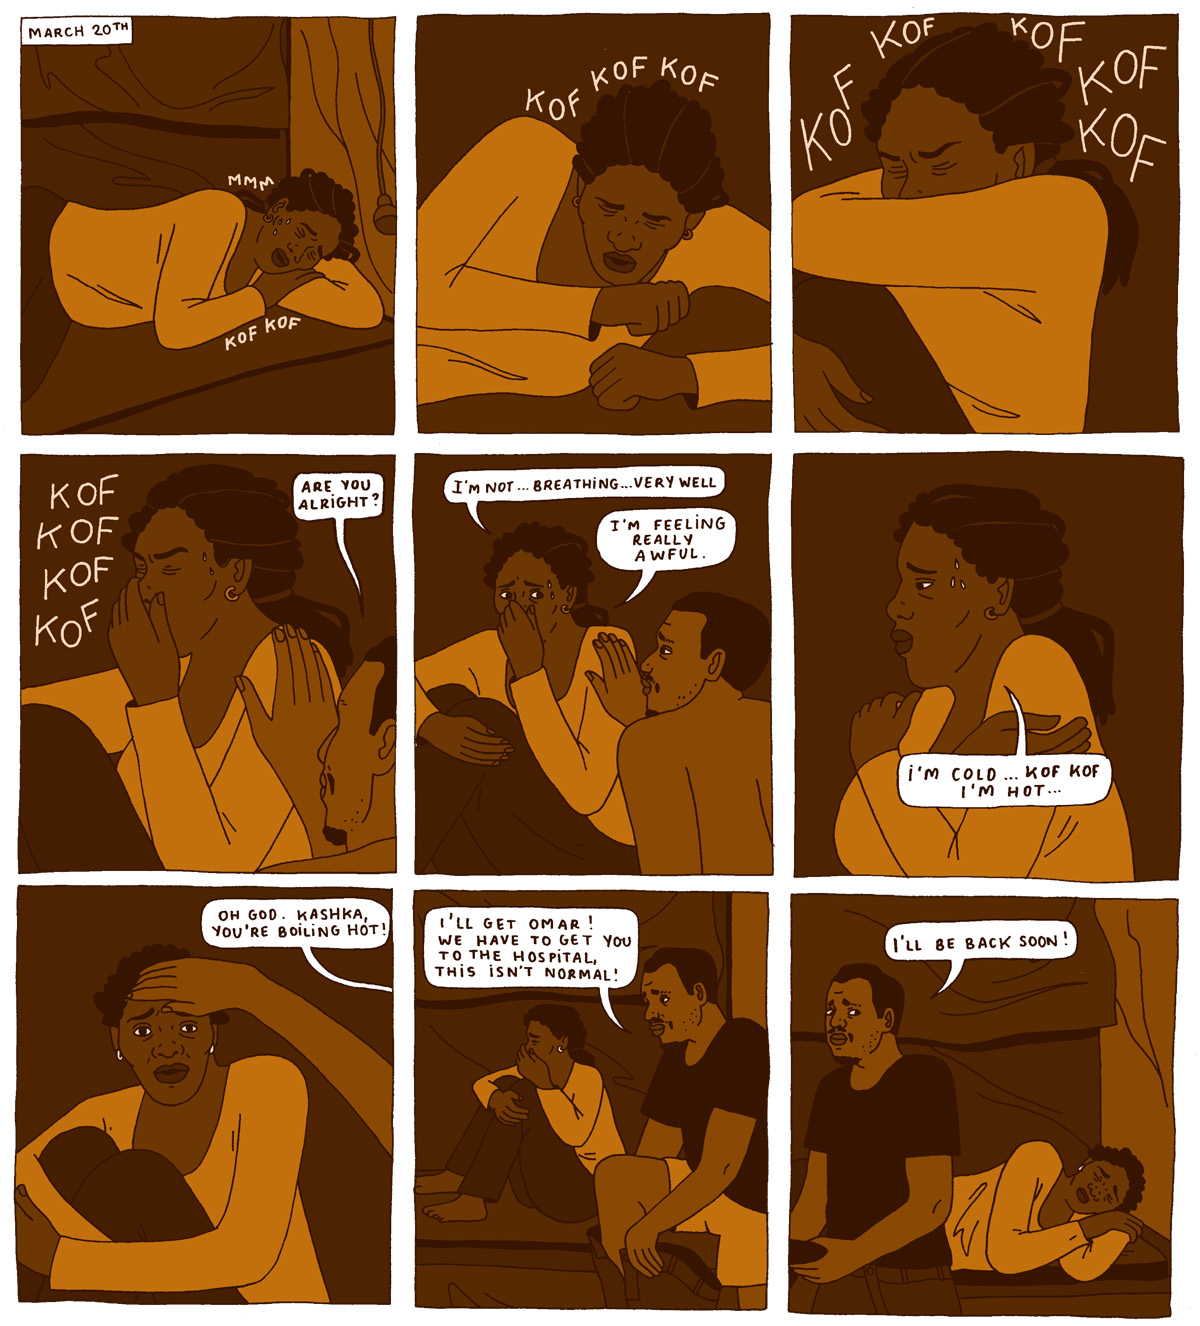 MARCH 20TH
MMM
KOF KOF
KOF KOF KOF
KOF KOF KOF KOF KOF
KOF
KOF
KOF
KOF
ARE YOU
ALRIGHT?
I'M NOT... BREATHING...VERY WELL
I'M FEELING
REALLY
AWFUL.
I'M COLD... KOF KOF
I'M HOT...
OH GOD. KASHKA,
YOU'RE BOILING HOT!
I'LL GET OMAR!
WE HAVE TO GET YOU
TO THE HOSPITAL,
THIS ISN'T NORMAL!
I'LL BE BACK SOON!